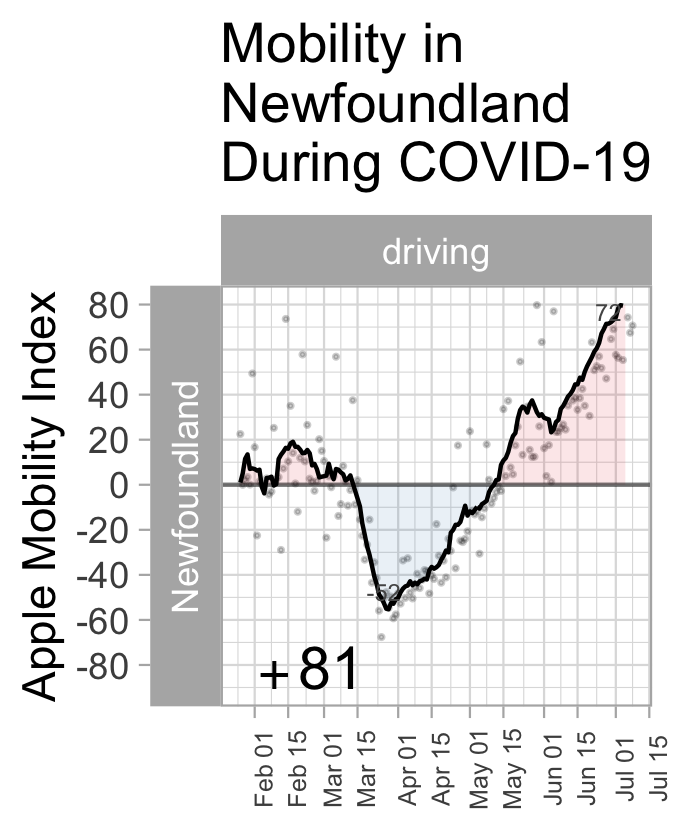 Mobility in
Newfoundland
During COVID-19
driving
Apple Mobility Index
Newfoundland
80
60
40
20
0
-20
-40
-60
-80
72
-52
+81
Feb 01
Feb 15
Mar 01
Mar 15
Apr 01
Apr 15
May 01
May 15
Jun 01
Jun 15
Jul 01
Jul 15